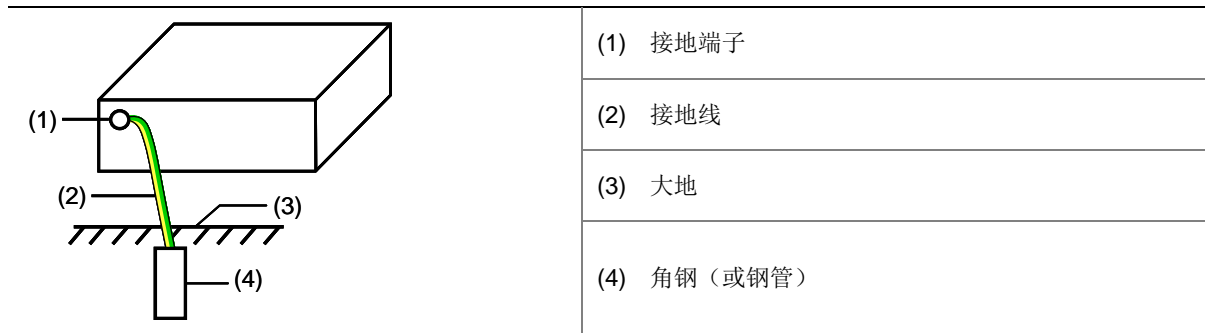 (1)
(2)
(3)
(4)
(1) 接地端子
(2) 接地线
(3) 大地
(4) 角钢（或钢管）